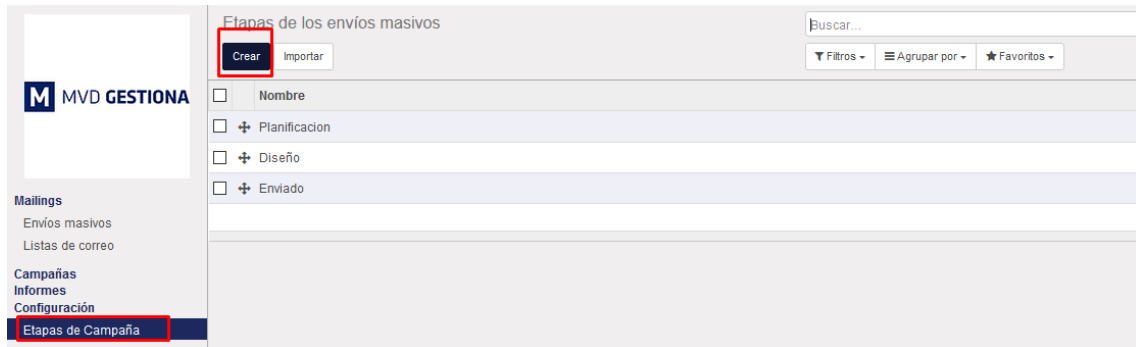 Etapas de los envíos masivos
Buscar...
Crear Importar
Filtros Agrupar por Favoritos
M MVD GESTIONA
Nombre
Planificacion
Diseño
Enviado
Mailings
Envíos masivos
Listas de correo
Campañas
Informes
Configuración
Etapas de Campaña